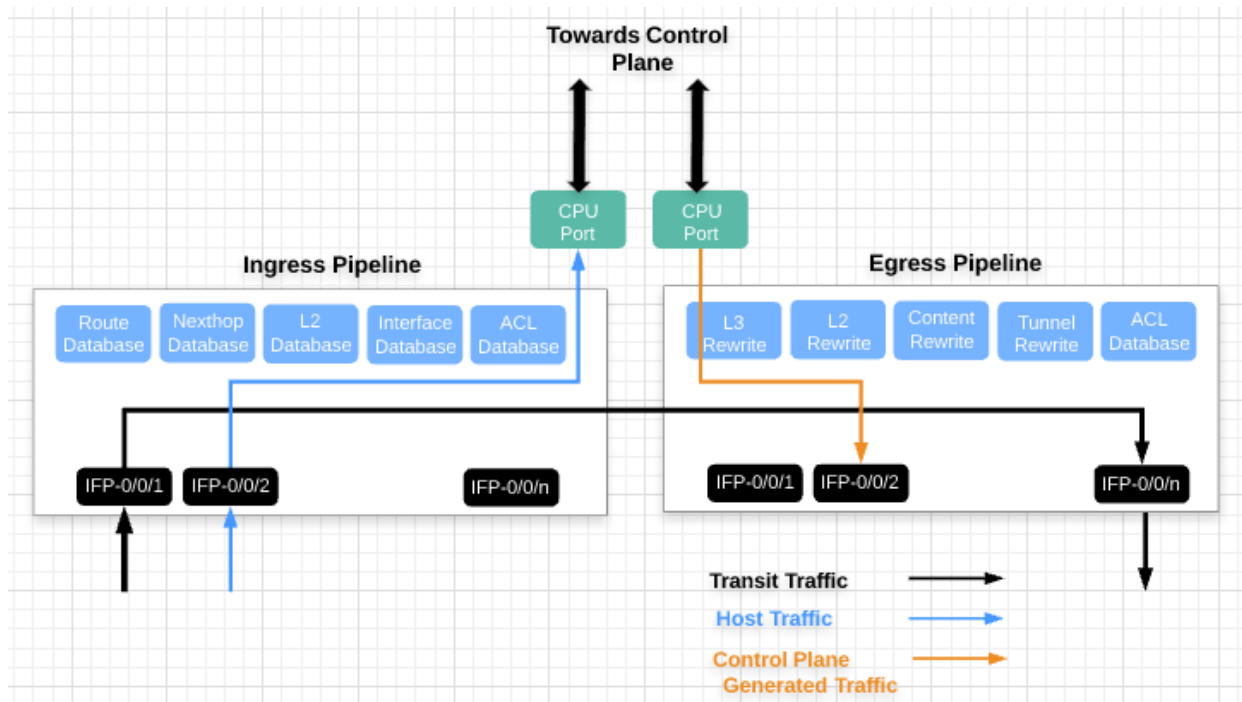 Towards Control
Plane
CPU
Port
CPU
Port
Ingress Pipeline
Route
Database
Nexthop
Database
L2
Database
Interface
Database
ACL
Database
IFP-0/0/1
IFP-0/0/2
IFP-0/0/n
Egress Pipeline
L3
Rewrite
L2
Rewrite
Content
Rewrite
Tunnel
Rewrite
ACL
Database
IFP-0/0/1
IFP-0/0/2
IFP-0/0/n
Transit Traffic
Host Traffic
Control Plane
Generated Traffic